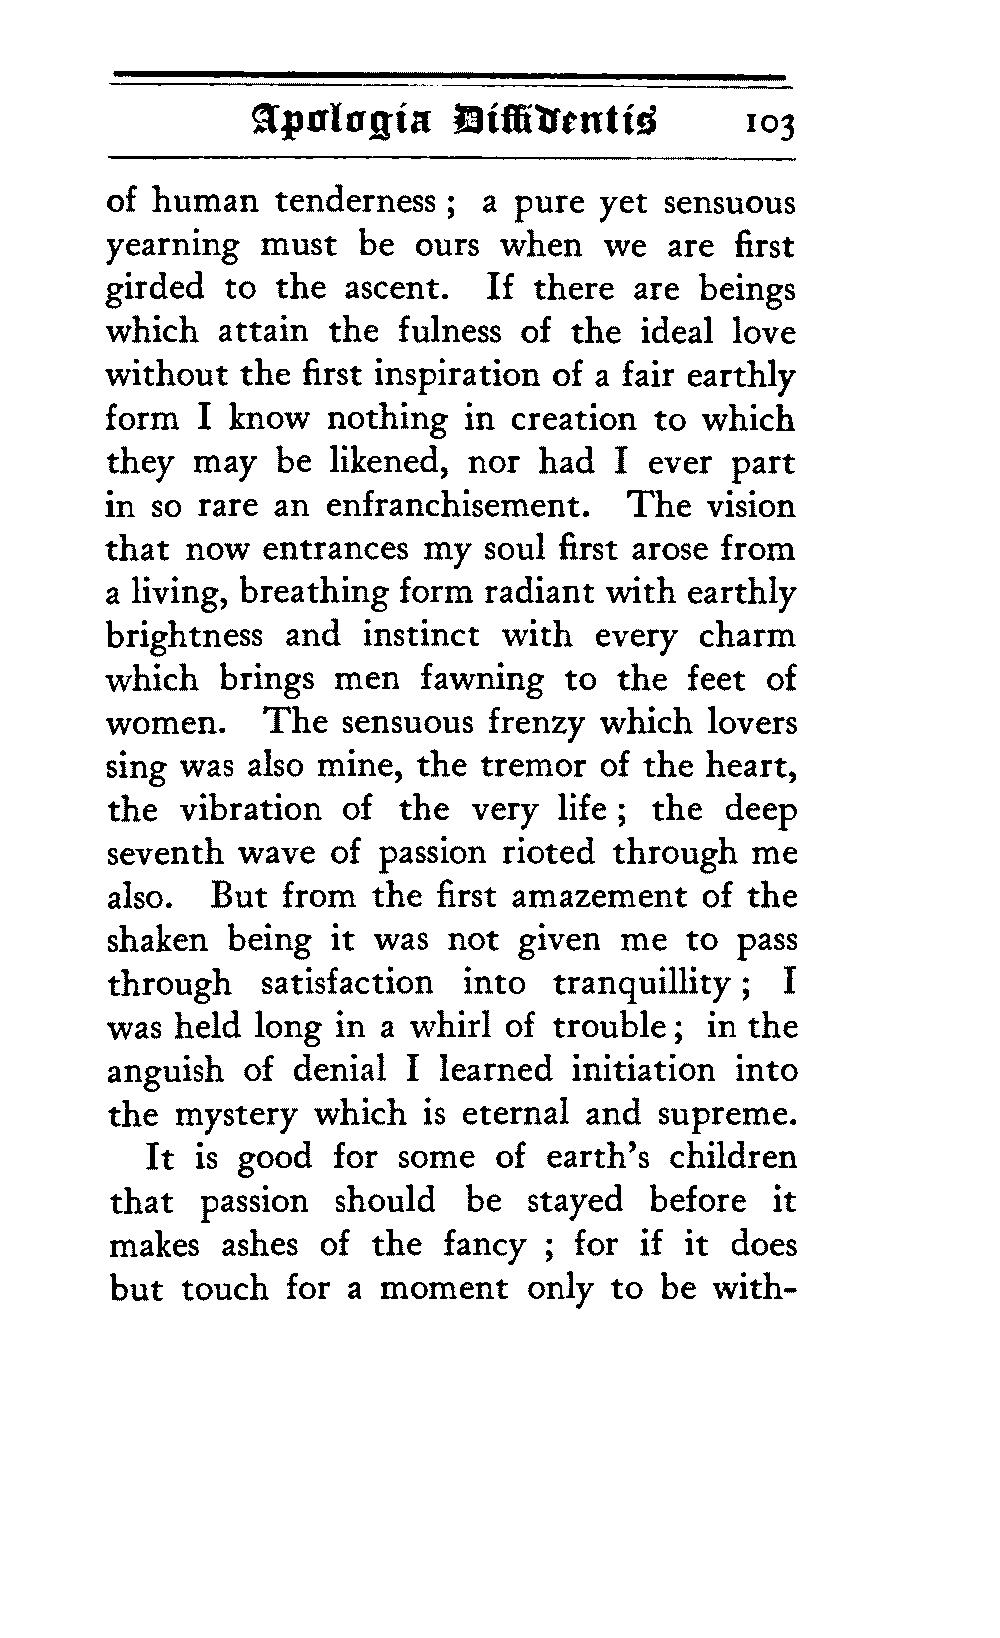 Apologia Diffidentis 103
of human tenderness ; a pure yet sensuous
yearning must be ours when we are first
girded to the ascent. If there are beings
which attain the fulness of the ideal love
without the first inspiration of a fair earthly
form I know nothing in creation to which
they may be likened, nor had I ever part
in so rare an enfranchisement. The vision
that now entrances my soul first arose from
a living, breathing form radiant with earthly
brightness and instinct with every charm
which brings men fawning to the feet of
women. The sensuous frenzy which lovers
sing was also mine, the tremor of the heart,
the vibration of the very life ; the deep
seventh wave of passion rioted through me
also. But from the first amazement of the
shaken being it was not given me to pass
through satisfaction into tranquillity ; I
was held long in a whirl of trouble ; in the
anguish of denial I learned initiation into
the mystery which is eternal and supreme.
It is good for some of earth's children
that passion should be stayed before it
makes ashes of the fancy ; for if it does
but touch for a moment only to be with-